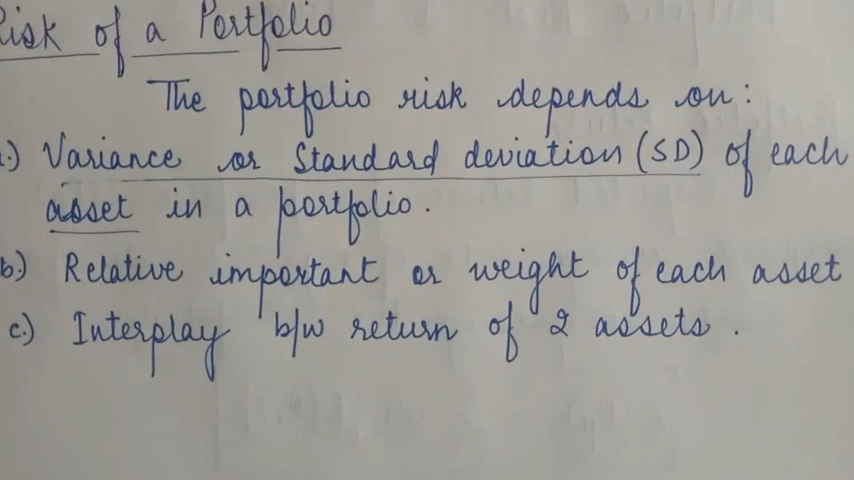 Risk of a Portfolio
The portfolio risk depends on:
a.) Variance or Standard deviation (SD) of each
asset in a portfolio.
b.) Relative important or weight of each asset
c.) Interplay b/w return of 2 assets.